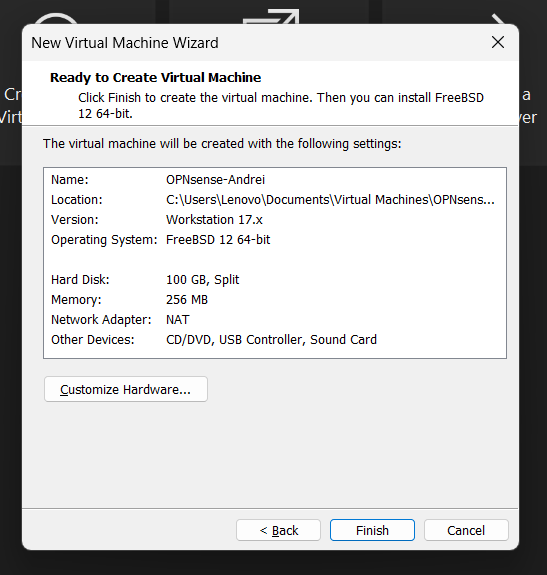 New Virtual Machine Wizard
Ready to Create Virtual Machine
Click Finish to create the virtual machine. Then you can install FreeBSD
12 64-bit.
The virtual machine will be created with the following settings:
Name: OPNsense-Andrei
Location: C:\Users\Lenovo\Documents\Virtual Machines\OPNsens...
Version: Workstation 17.x
Operating System: FreeBSD 12 64-bit
Hard Disk: 100 GB, Split
Memory: 256 MB
Network Adapter: NAT
Other Devices: CD/DVD, USB Controller, Sound Card
Customize Hardware...
< Back Finish Cancel